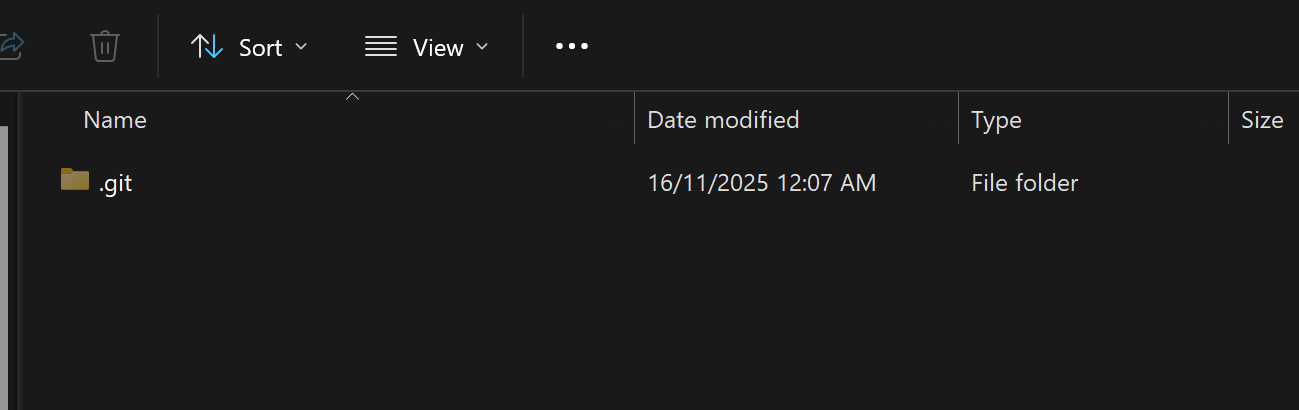 Sort View •••
Name Date modified Type Size
.git 16/11/2025 12:07 AM File folder